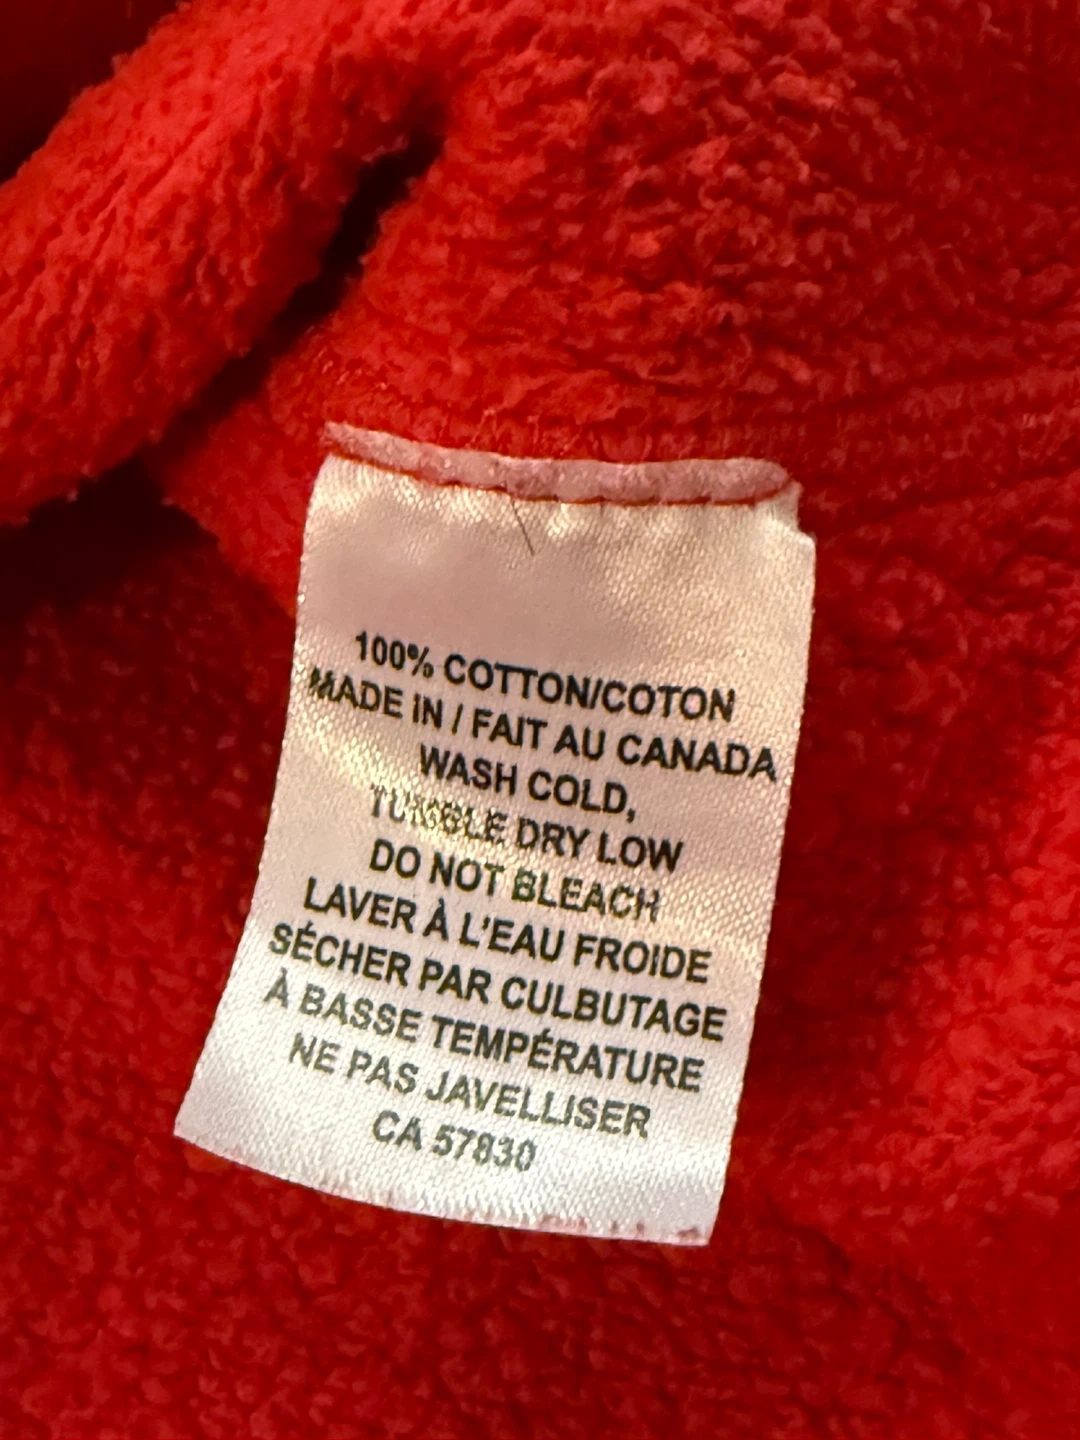 100% COTTON/COTON
MADE IN / FAIT AU CANADA
WASH COLD,
TUMBLE DRY LOW
DO NOT BLEACH
LAVER À L'EAU FROIDE
SÉCHER PAR CULBUTAGE
À BASSE TEMPÉRATURE
NE PAS JAVELLISER
CA 57830